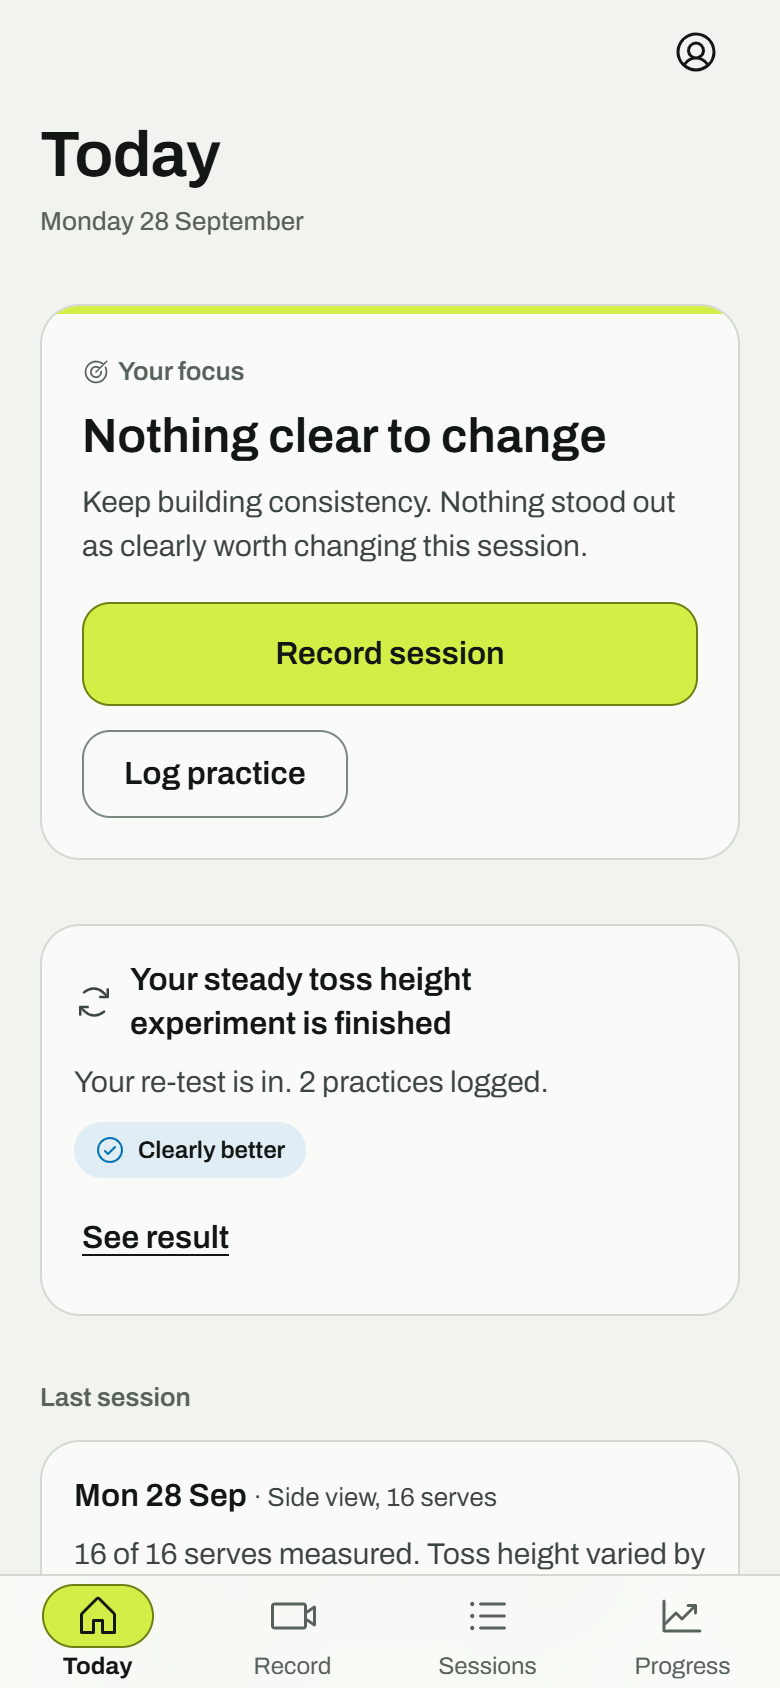 Today
Monday 28 September
Your focus
Nothing clear to change
Keep building consistency. Nothing stood out
as clearly worth changing this session.
Record session
Log practice
Your steady toss height
experiment is finished
Your re-test is in. 2 practices logged.
Clearly better
See result
Last session
Mon 28 Sep · Side view, 16 serves
16 of 16 serves measured. Toss height varied by
Today
Record
Sessions
Progress